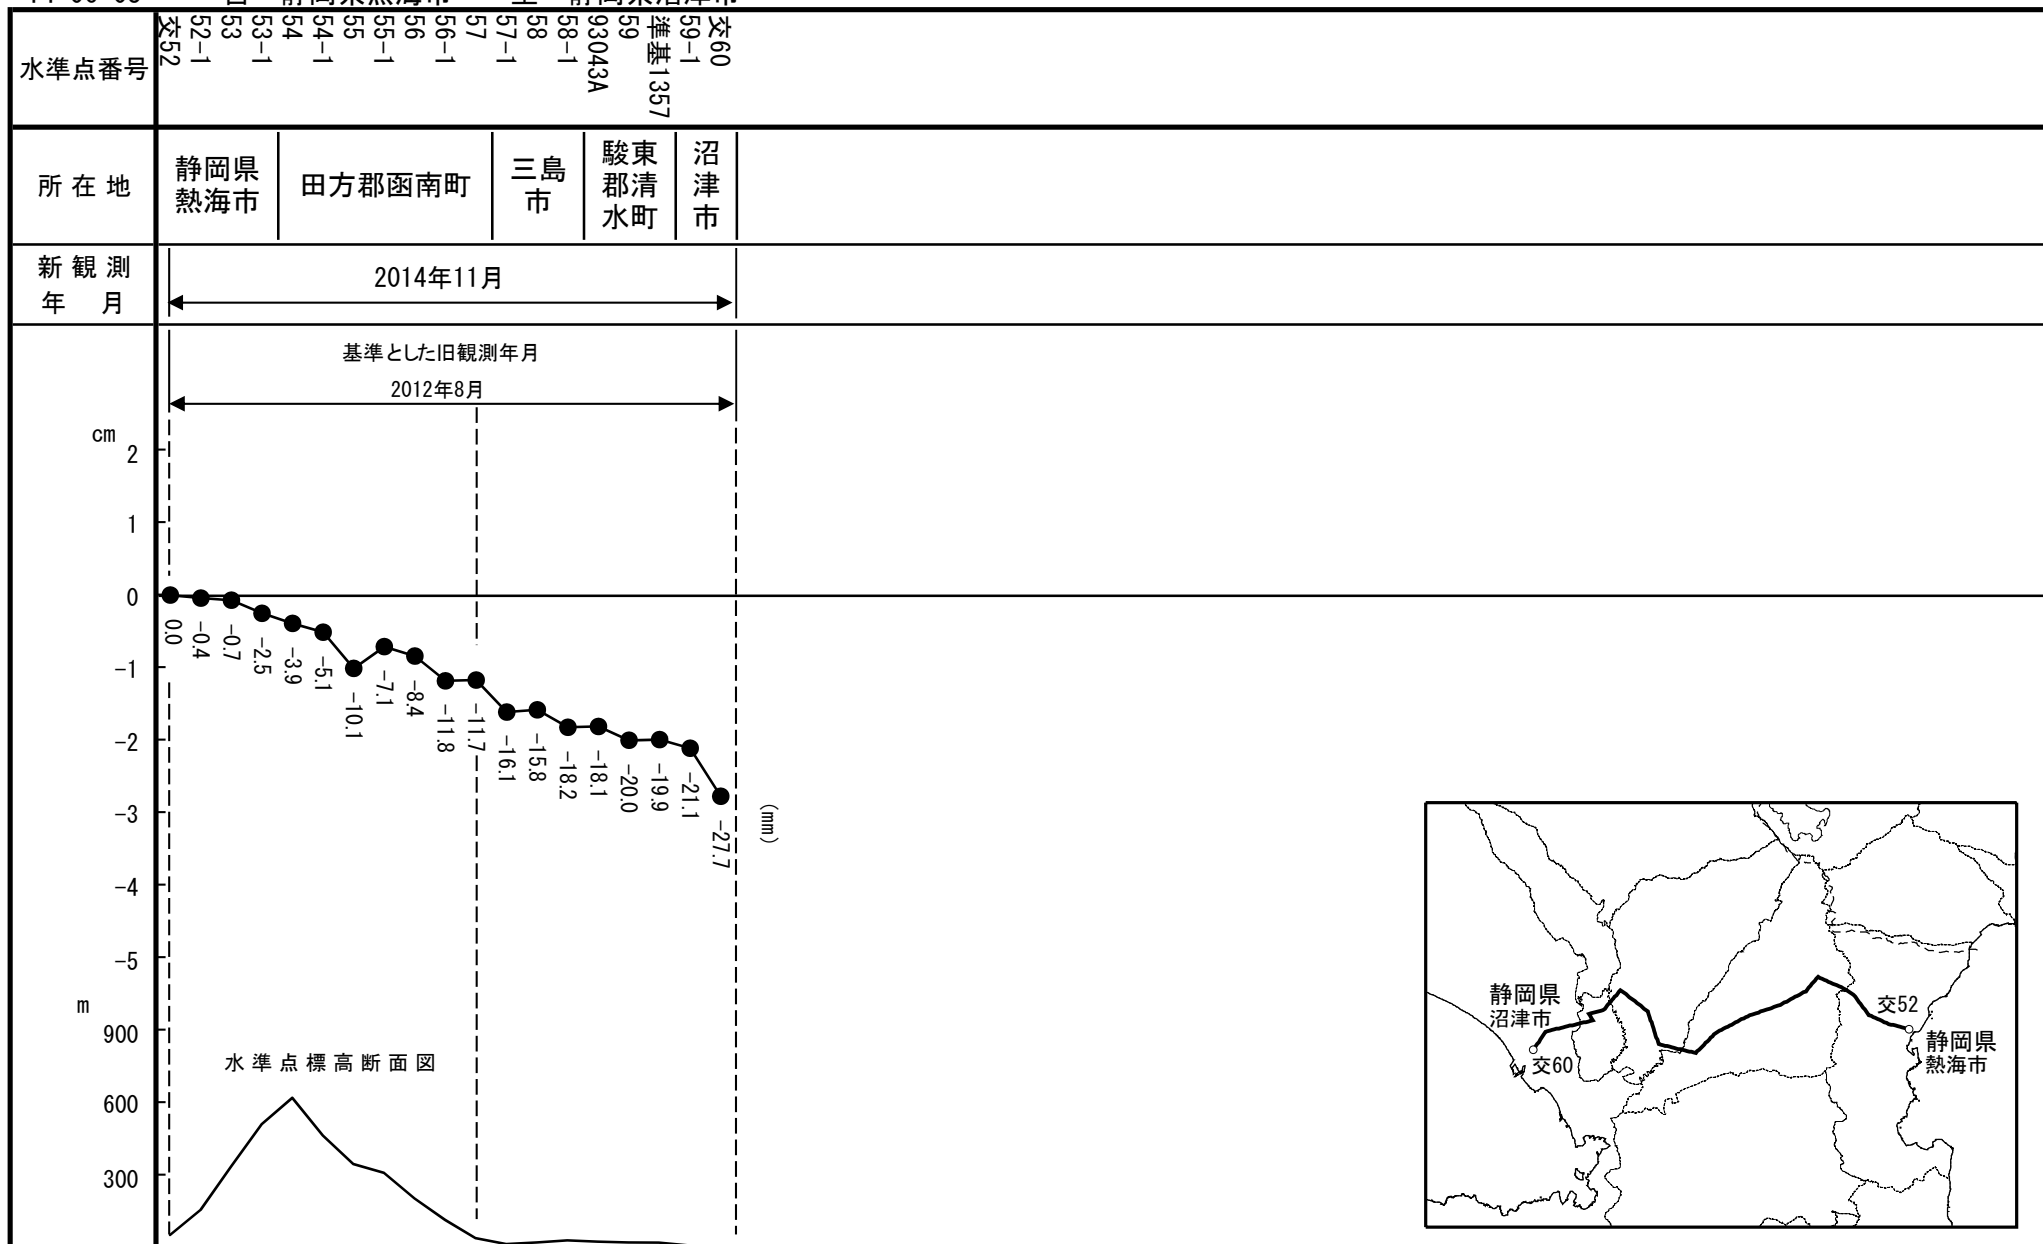 水準点番号
交52
52-1
53
53-1
54
54-1
55
55-1
56
56-1
57
57-1
58
58-1
93043A
59
準基1357
59-1
交60
所在地
静岡県
熱海市
田方郡函南町
三島
市
駿東
郡清
水町
沼
津
市
新観測
年 月
2014年11月
基準とした旧観測年月
2012年8月
cm
2
1
0
-1
-2
-3
-4
-5
0.0
-0.4
-0.7
-2.5
-3.9
-5.1
-10.1
-7.1
-8.4
-11.8
-11.7
-16.1
-15.8
-18.2
-18.1
-20.0
-19.9
-21.1
-27.7
(mm)
m
900
600
300
水準点標高断面図
静岡県
沼津市
交60
交52
静岡県
熱海市